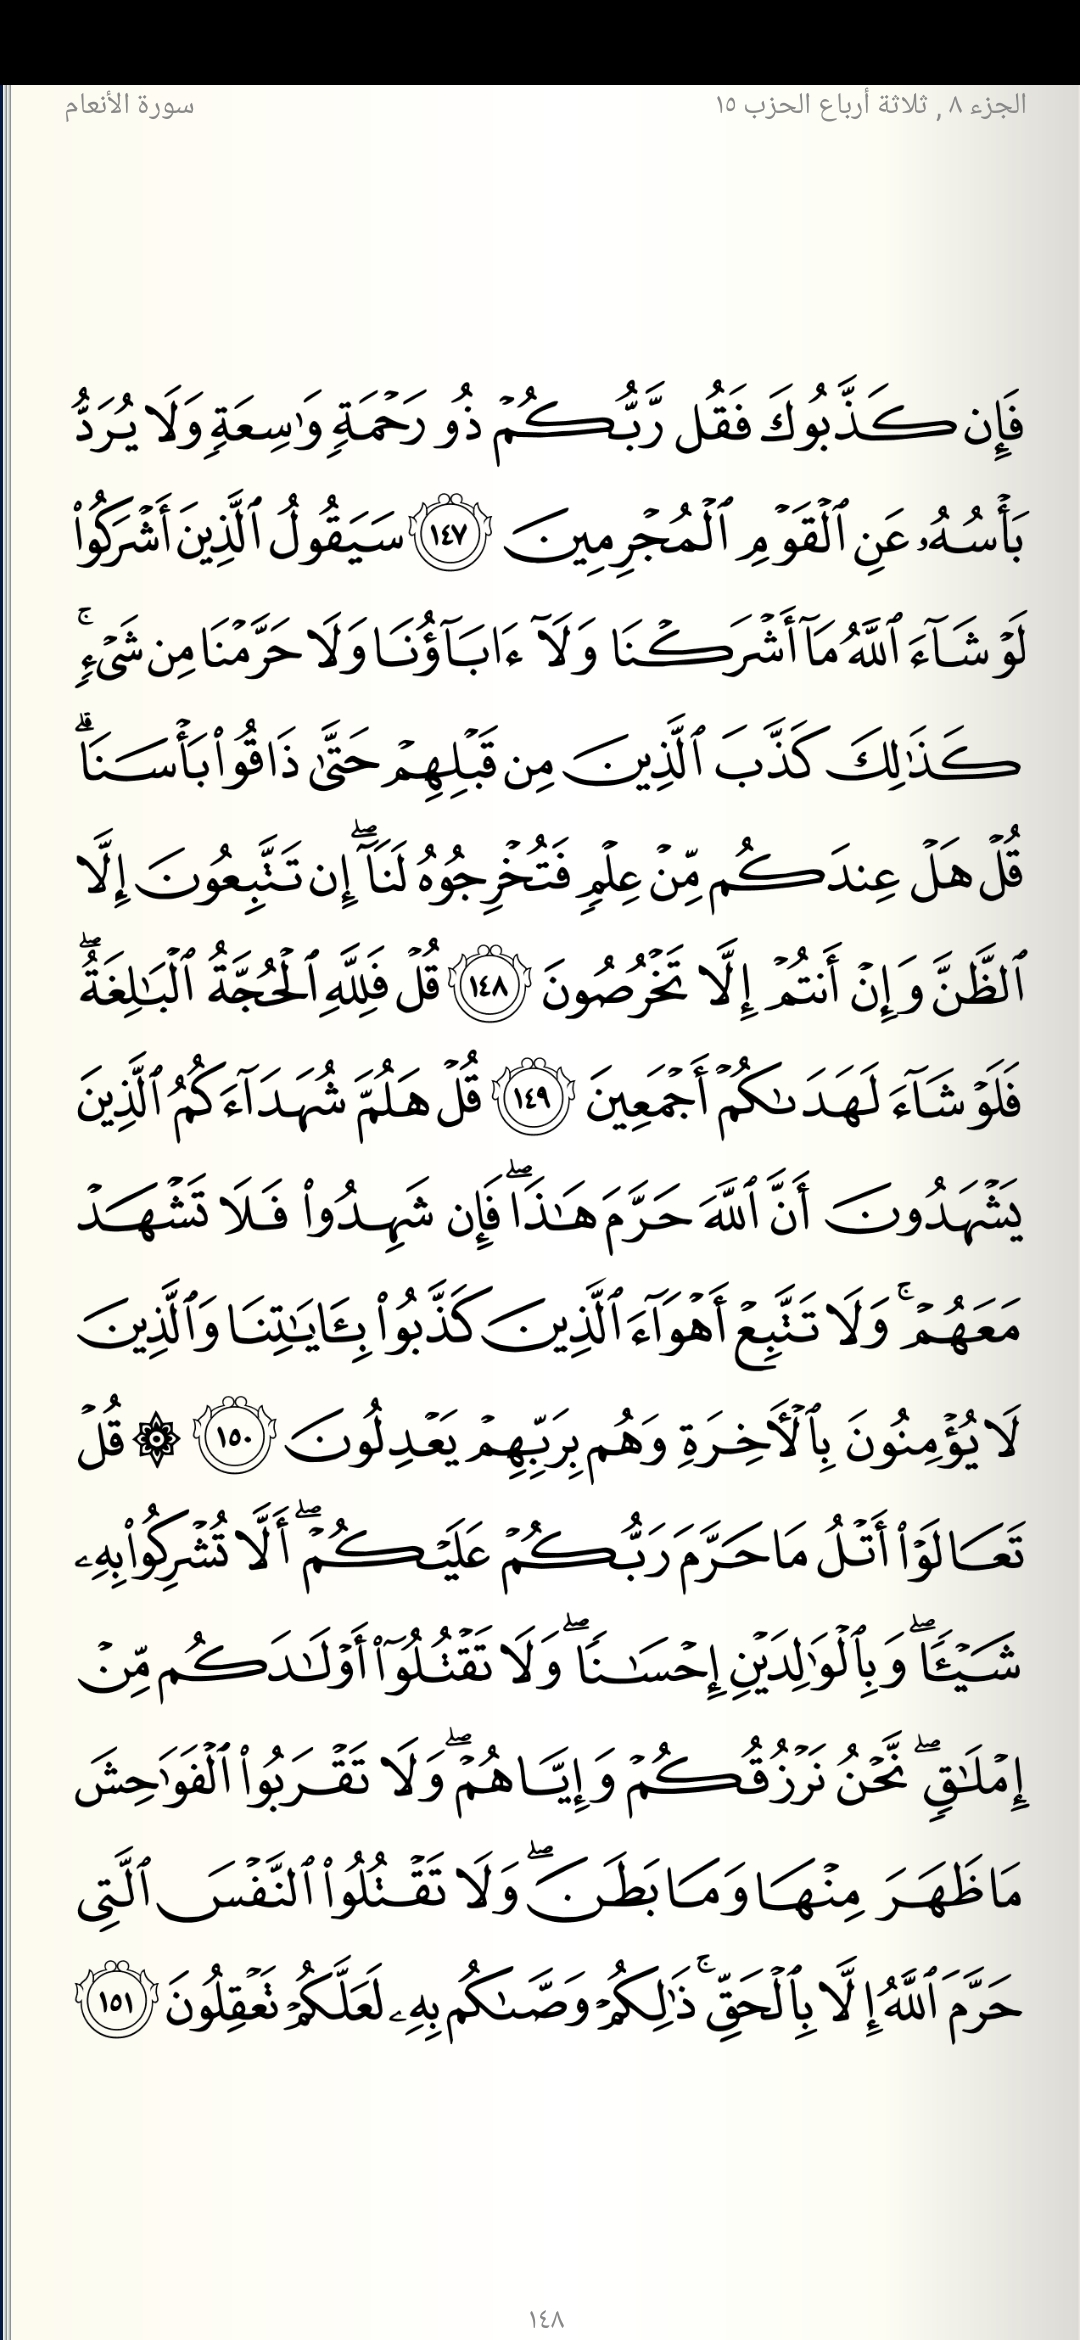 الجزء ٨ , ثلاثة أرباع الحزب ١٥ سورة الأنعام
فَإِن كَذَّبُوكَ فَقُل رَّبُّكُمۡ ذُو رَحۡمَةٖ وَٰسِعَةٖ وَلَا يُرَدُّ
بَأۡسُهُۥ عَنِ ٱلۡقَوۡمِ ٱلۡمُجۡرِمِينَ ١٤٧ سَيَقُولُ ٱلَّذِينَ أَشۡرَكُواْ
لَوۡ شَآءَ ٱللَّهُ مَآ أَشۡرَكۡنَا وَلَآ ءَابَآؤُنَا وَلَا حَرَّمۡنَا مِن شَيۡءٖۚ
كَذَٰلِكَ كَذَّبَ ٱلَّذِينَ مِن قَبۡلِهِمۡ حَتَّىٰ ذَاقُواْ بَأۡسَنَاۗ
قُلۡ هَلۡ عِندَكُم مِّنۡ عِلۡمٖ فَتُخۡرِجُوهُ لَنَآۖ إِن تَتَّبِعُونَ إِلَّا
ٱلظَّنَّ وَإِنۡ أَنتُمۡ إِلَّا تَخۡرُصُونَ ١٤٨ قُلۡ فَلِلَّهِ ٱلۡحُجَّةُ ٱلۡبَٰلِغَةُۖ
فَلَوۡ شَآءَ لَهَدَىٰكُمۡ أَجۡمَعِينَ ١٤٩ قُلۡ هَلُمَّ شُهَدَآءَكُمُ ٱلَّذِينَ
يَشۡهَدُونَ أَنَّ ٱللَّهَ حَرَّمَ هَٰذَاۖ فَإِن شَهِدُواْ فَلَا تَشۡهَدۡ
مَعَهُمۡۚ وَلَا تَتَّبِعۡ أَهۡوَآءَ ٱلَّذِينَ كَذَّبُواْ بِـَٔايَٰتِنَا وَٱلَّذِينَ
لَا يُؤۡمِنُونَ بِٱلۡأٓخِرَةِ وَهُم بِرَبِّهِمۡ يَعۡدِلُونَ ١٥٠ ۞ قُلۡ
تَعَالَوۡاْ أَتۡلُ مَا حَرَّمَ رَبُّكُمۡ عَلَيۡكُمۡۖ أَلَّا تُشۡرِكُواْ بِهِۦ
شَيۡـٔٗاۖ وَبِٱلۡوَٰلِدَيۡنِ إِحۡسَٰنٗاۖ وَلَا تَقۡتُلُوٓاْ أَوۡلَٰدَكُم مِّنۡ
إِمۡلَٰقٖۖ نَّحۡنُ نَرۡزُقُكُمۡ وَإِيَّاهُمۡۖ وَلَا تَقۡرَبُواْ ٱلۡفَوَٰحِشَ
مَا ظَهَرَ مِنۡهَا وَمَا بَطَنَۖ وَلَا تَقۡتُلُواْ ٱلنَّفۡسَ ٱلَّتِي
حَرَّمَ ٱللَّهُ إِلَّا بِٱلۡحَقِّۚ ذَٰلِكُمۡ وَصَّىٰكُم بِهِۦ لَعَلَّكُمۡ تَعۡقِلُونَ ١٥١
١٤٨